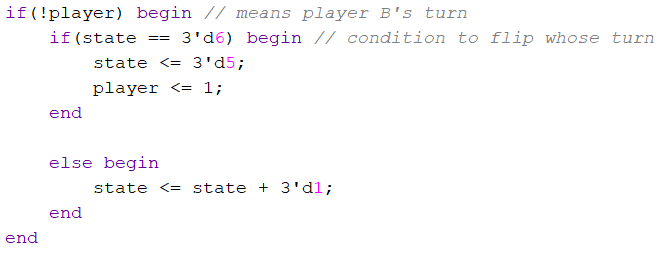 if(!player) begin // means player B's turn
    if(state == 3'd6) begin // condition to flip whose turn
        state <= 3'd5;
        player <= 1;
    end

    else begin
        state <= state + 3'd1;
    end
end